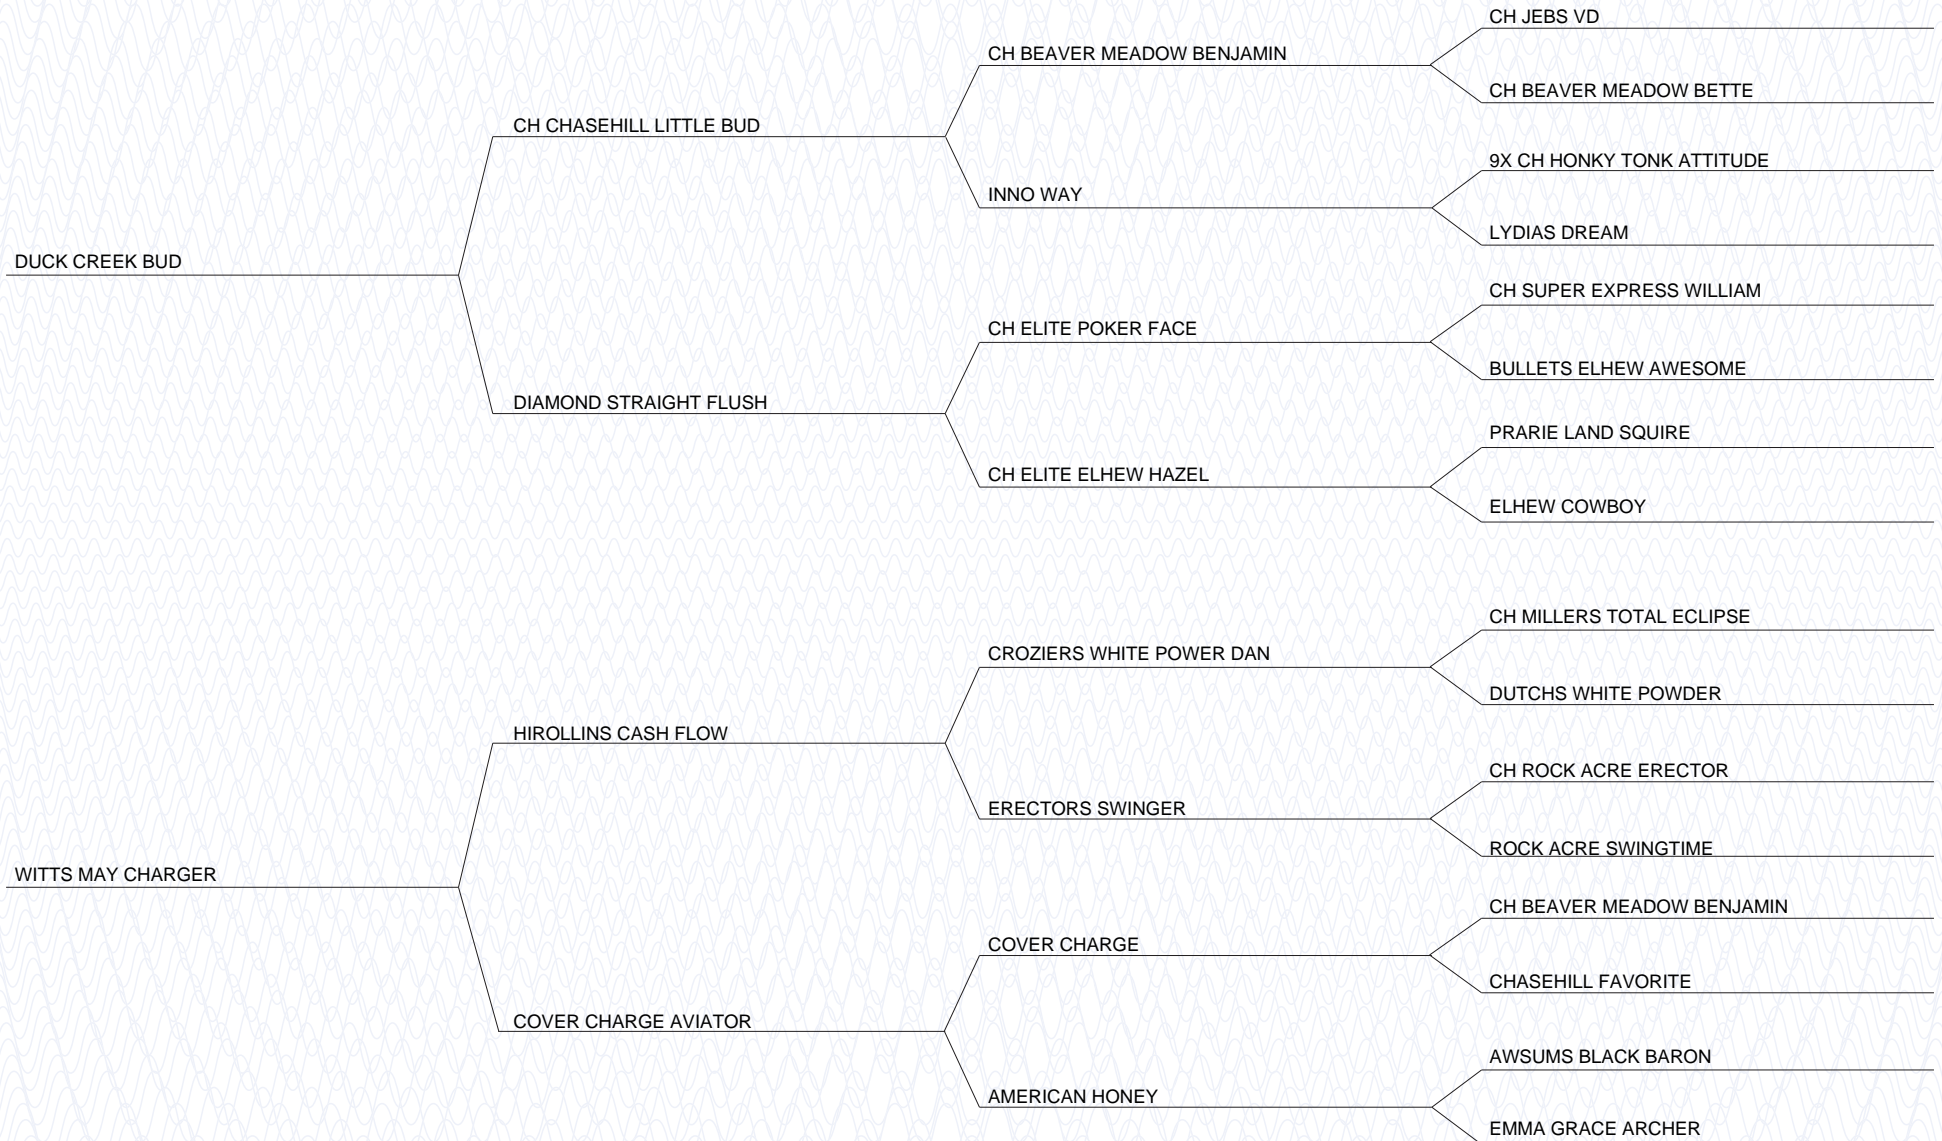 CH JEBS VD
CH BEAVER MEADOW BENJAMIN
CH BEAVER MEADOW BETTE
CH CHASEHILL LITTLE BUD
9X CH HONKY TONK ATTITUDE
INNO WAY
LYDIAS DREAM
DUCK CREEK BUD
CH SUPER EXPRESS WILLIAM
CH ELITE POKER FACE
BULLETS ELHEW AWESOME
DIAMOND STRAIGHT FLUSH
PRARIE LAND SQUIRE
CH ELITE ELHEW HAZEL
ELHEW COWBOY
CH MILLERS TOTAL ECLIPSE
CROZIERS WHITE POWER DAN
DUTCHS WHITE POWDER
HIROLLINS CASH FLOW
CH ROCK ACRE ERECTOR
ERECTORS SWINGER
ROCK ACRE SWINGTIME
WITTS MAY CHARGER
CH BEAVER MEADOW BENJAMIN
COVER CHARGE
CHASEHILL FAVORITE
COVER CHARGE AVIATOR
AWSUMS BLACK BARON
AMERICAN HONEY
EMMA GRACE ARCHER